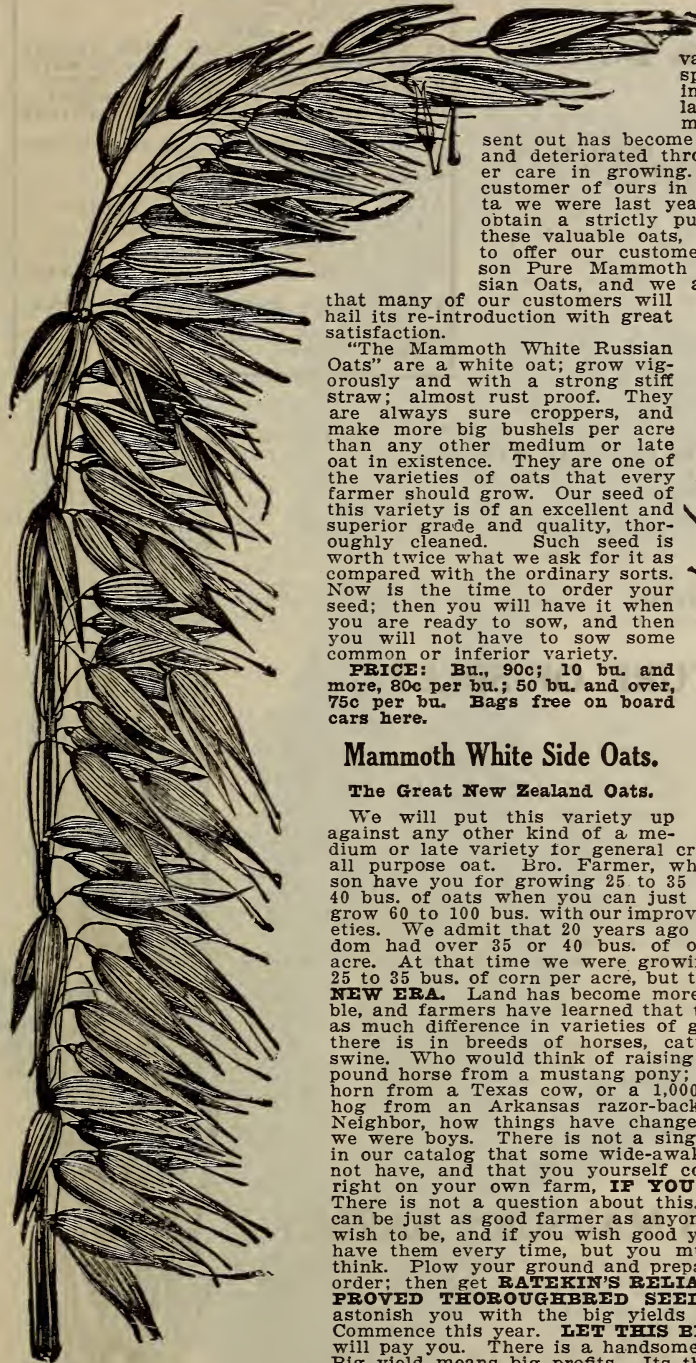 va
sp
in
la
m
sent out has become
and deteriorated thro
er care in growing.
customer of ours in
ta we were last yea
obtain a strictly pu
these valuable oats,
to offer our custome
son Pure Mammoth
sian Oats, and we a
that many of our customers will
hail its re-introduction with great
satisfaction.
"The Mammoth White Russian
Oats" are a white oat; grow vig-
orously and with a strong stiff
straw; almost rust proof. They
are always sure croppers, and
make more big bushels per acre
than any other medium or late
oat in existence. They are one of
the varieties of oats that every
farmer should grow. Our seed of
this variety is of an excellent and
superior grade and quality, thor-
oughly cleaned. Such seed is
worth twice what we ask for it as
compared with the ordinary sorts.
Now is the time to order your
seed; then you will have it when
you are ready to sow, and then
you will not have to sow some
common or inferior variety.
PRICE: Bu., 90c; 10 bu. and
more, 80c per bu.; 50 bu. and over,
75c per bu. Bags free on board
cars here.
Mammoth White Side Oats.
The Great New Zealand Oats.
We will put this variety up
against any other kind of a me-
dium or late variety for general cr
all purpose oat. Bro. Farmer, wh
son have you for growing 25 to 35
40 bus. of oats when you can just
grow 60 to 100 bus. with our improv
eties. We admit that 20 years ago
dom had over 35 or 40 bus. of o
acre. At that time we were growi
25 to 35 bus. of corn per acre, but t
NEW ERA. Land has become more
ble, and farmers have learned that t
as much difference in varieties of g
there is in breeds of horses, cat
swine. Who would think of raising
pound horse from a mustang pony;
horn from a Texas cow, or a 1,000
hog from an Arkansas razor-back
Neighbor, how things have change
we were boys. There is not a sing
in our catalog that some wide-awa
not have, and that you yourself co
right on your own farm, IF YOU
There is not a question about this.
can be just as good farmer as anyon
wish to be, and if you wish good y
have them every time, but you m
think. Plow your ground and prepa
order; then get RATEKIN'S RELIA
PROVED THOROUGHBRED SEED
astonish you with the big yields
Commence this year. LET THIS B
will pay you. There is a handsome
Big yield means big profits.